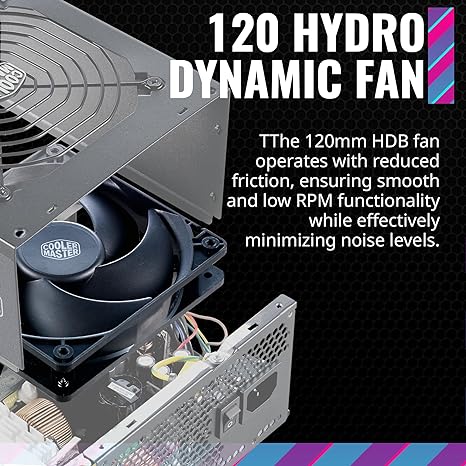 120 HYDRO
DYNAMIC FAN
TThe 120mm HDB fan
operates with reduced
friction, ensuring smooth
and low RPM functionality
while effectively
minimizing noise levels.
COOLER
MASTER